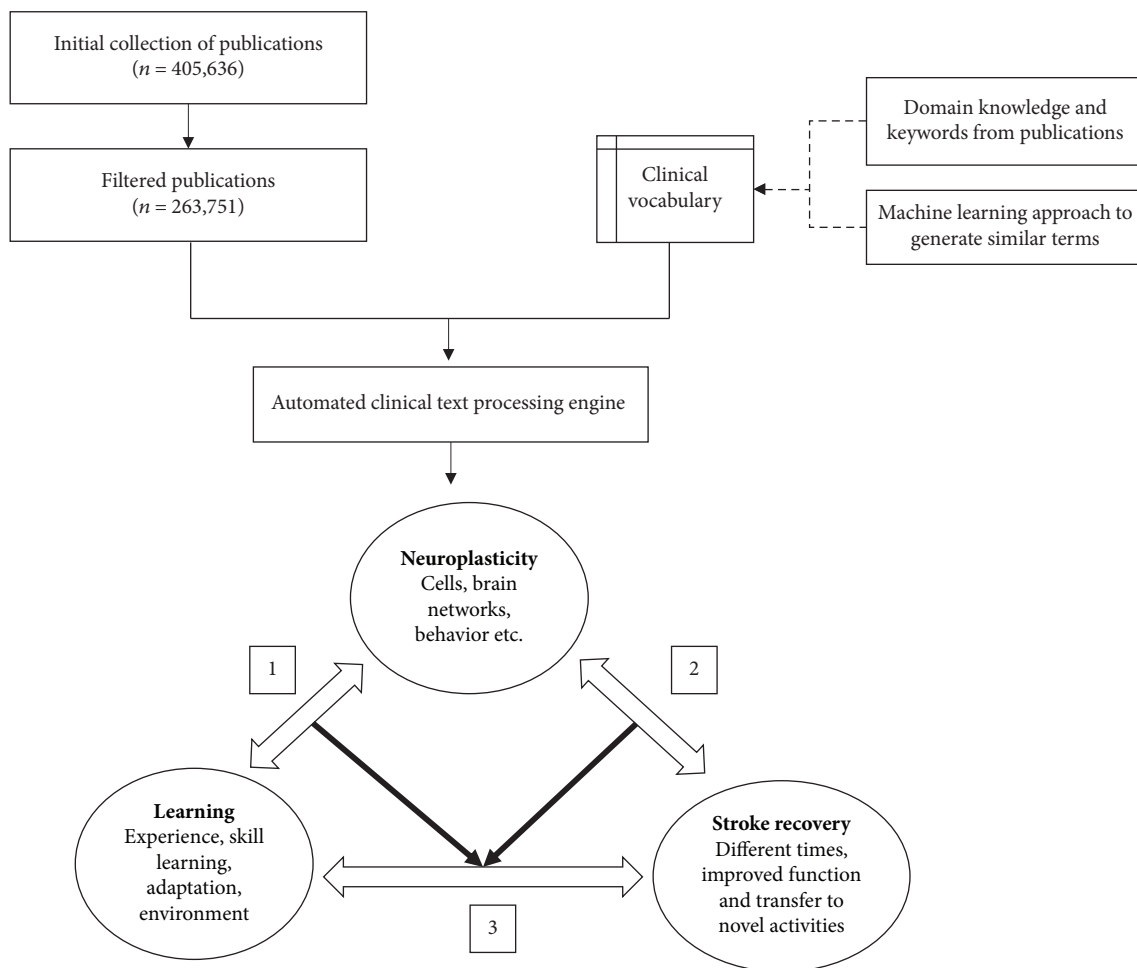 Initial collection of publications
(n = 405,636)
Domain knowledge and
keywords from publications
Filtered publications
(n = 263,751)
Clinical
vocabulary
Machine learning approach to
generate similar terms
Automated clinical text processing engine
Neuroplasticity
Cells, brain
networks,
behavior etc.
1
2
Learning
Experience, skill
learning,
adaptation,
environment
Stroke recovery
Different times,
improved function
and transfer to
novel activities
3